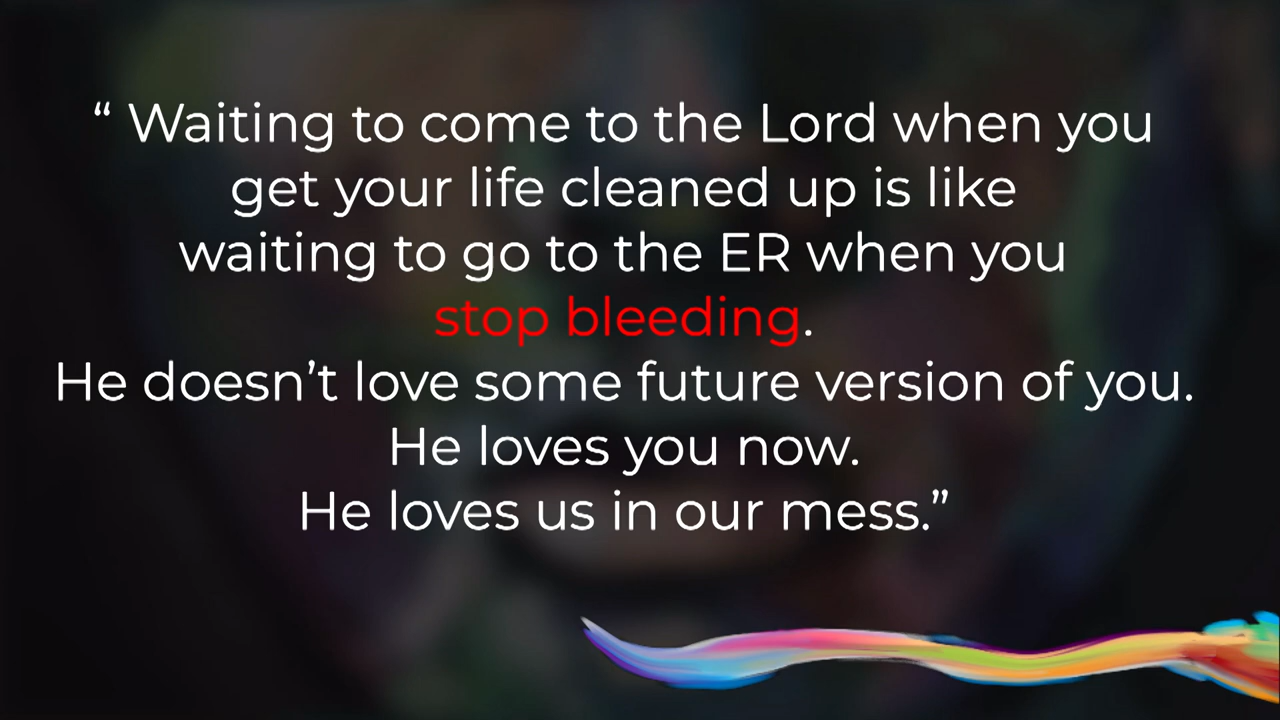 “ Waiting to come to the Lord when you
get your life cleaned up is like
waiting to go to the ER when you
stop bleeding.
He doesn’t love some future version of you.
He loves you now.
He loves us in our mess.”